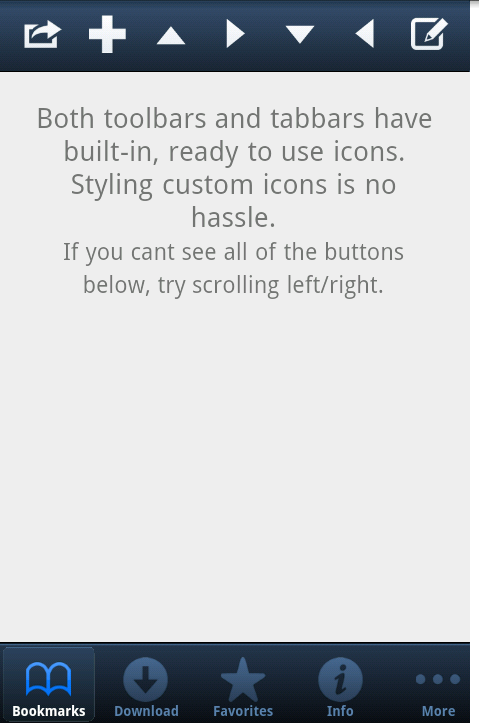 Both toolbars and tabbars have
built-in, ready to use icons.
Styling custom icons is no
hassle.
If you cant see all of the buttons
below, try scrolling left/right.
Bookmarks Download Favorites Info More